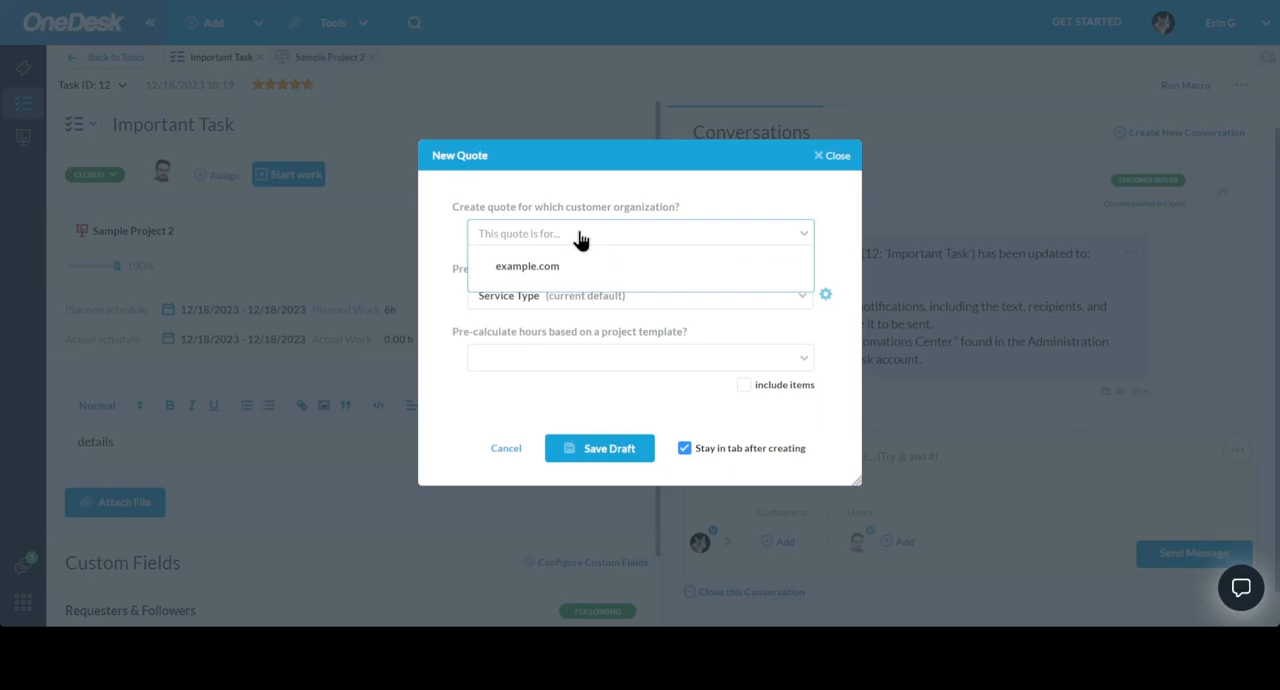 OneDesk
«
Add
Tools
GET STARTED
Erin G
Back to Tasks
Important Task ×
Sample Project 2 ×
Task ID: 12
12/18/2023 10:19
Run Macro
Important Task
CLOSED
Assign
Start work
Sample Project 2
100%
Planned schedule
12/18/2023 - 12/18/2023
Planned Work 6h
Actual schedule
12/18/2023 - 12/18/2023
Actual Work 0.00 h
Normal
B I U
details
Attach File
Custom Fields
Configure Custom Fields
Requesters & Followers
FOLLOWING
New Quote
× Close
Create quote for which customer organization?
This quote is for...
example.com
Pre
Service Type (current default)
Pre-calculate hours based on a project template?
include items
Cancel
Save Draft
Stay in tab after creating
Conversations
Create New Conversation
CUSTOMER REPLIES
12: 'Important Task') has been updated to:
otifications, including the text, recipients, and
it to be sent.
omations Center" found in the Administration
sk account.
e... (Try @ and #)
Customers:
Users:
Add
Add
Send Message
Close this Conversation